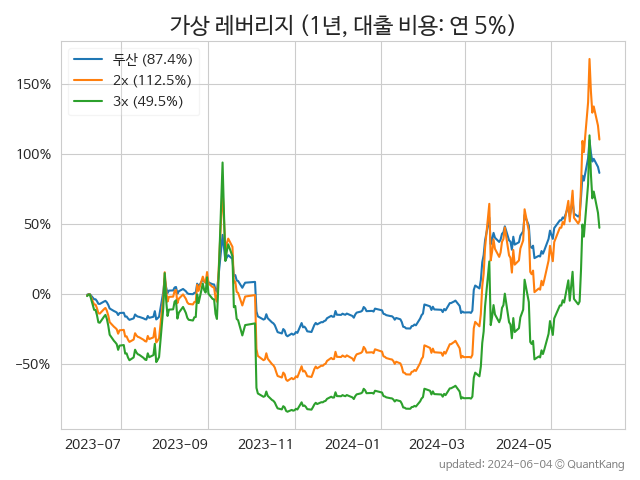 가상 레버리지 (1년, 대출 비용: 연 5%)
두산 (87.4%)
2x (112.5%)
3x (49.5%)
150%
100%
50%
0%
−50%
2023-07 2023-09 2023-11 2024-01 2024-03 2024-05
updated: 2024-06-04 © QuantKang